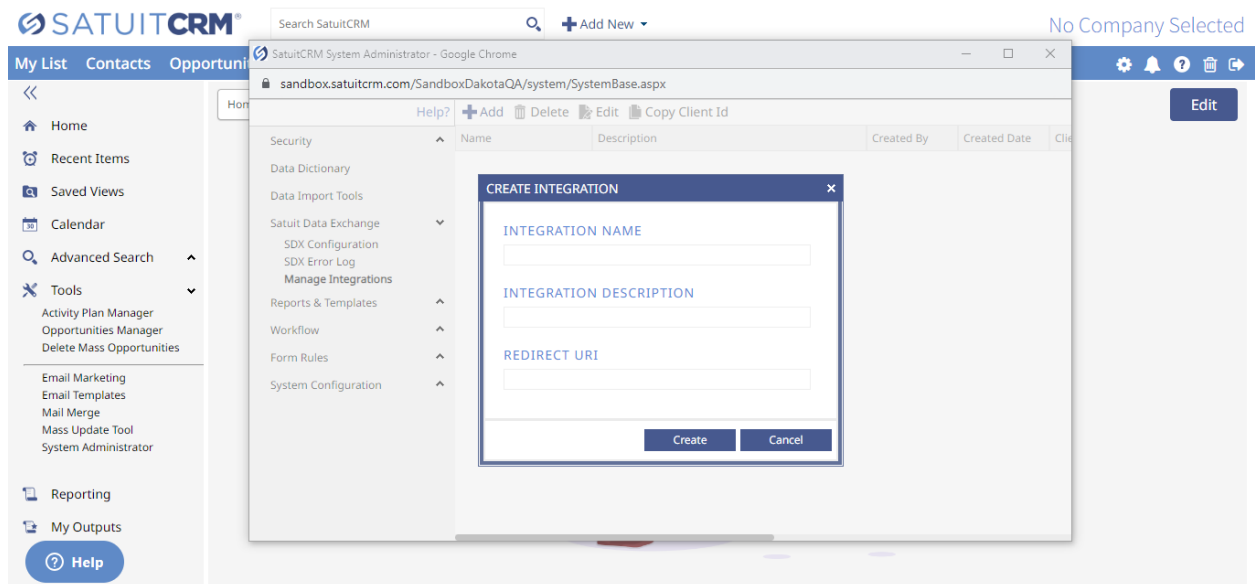 SATUITCRM®
Search SatuitCRM
Add New
No Company Selected
My List Contacts Opportuni
SatuitCRM System Administrator - Google Chrome
sandbox.satuitcrm.com/SandboxDakotaQA/system/SystemBase.aspx
Hom
Edit
Help? Add Delete Edit Copy Client Id
Name Description Created By Created Date Clie
Home
Recent Items
Saved Views
30 Calendar
Advanced Search
Tools
Activity Plan Manager
Opportunities Manager
Delete Mass Opportunities
Email Marketing
Email Templates
Mail Merge
Mass Update Tool
System Administrator
Reporting
My Outputs
? Help
Security
Data Dictionary
Data Import Tools
Satuit Data Exchange
SDX Configuration
SDX Error Log
Manage Integrations
Reports & Templates
Workflow
Form Rules
System Configuration
CREATE INTEGRATION
INTEGRATION NAME
INTEGRATION DESCRIPTION
REDIRECT URI
Create Cancel